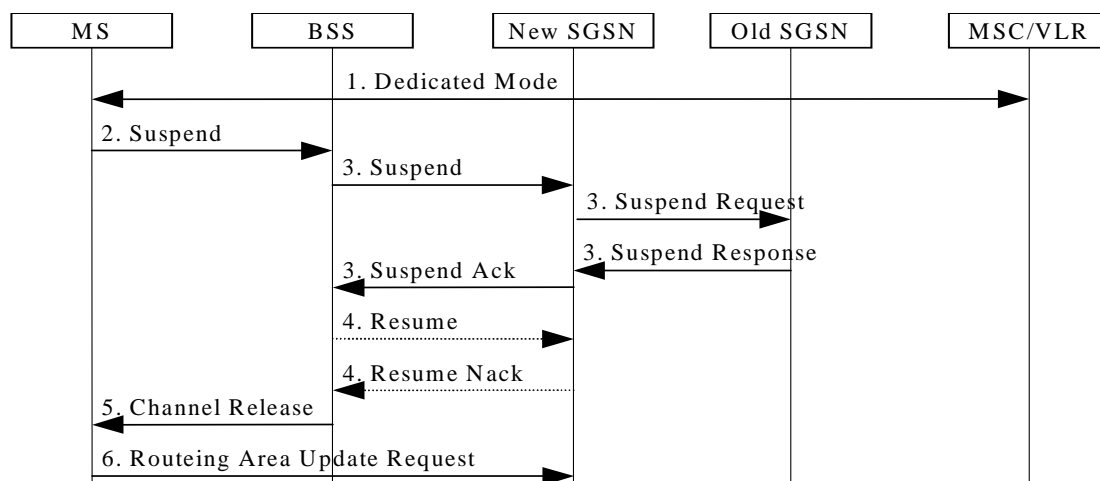 MS BSS New SGSN Old SGSN MSC/VLR
1. Dedicated Mode
2. Suspend
3. Suspend
3. Suspend Request
3. Suspend Response
3. Suspend Ack
4. Resume
4. Resume Nack
5. Channel Release
6. Routeing Area Update Request